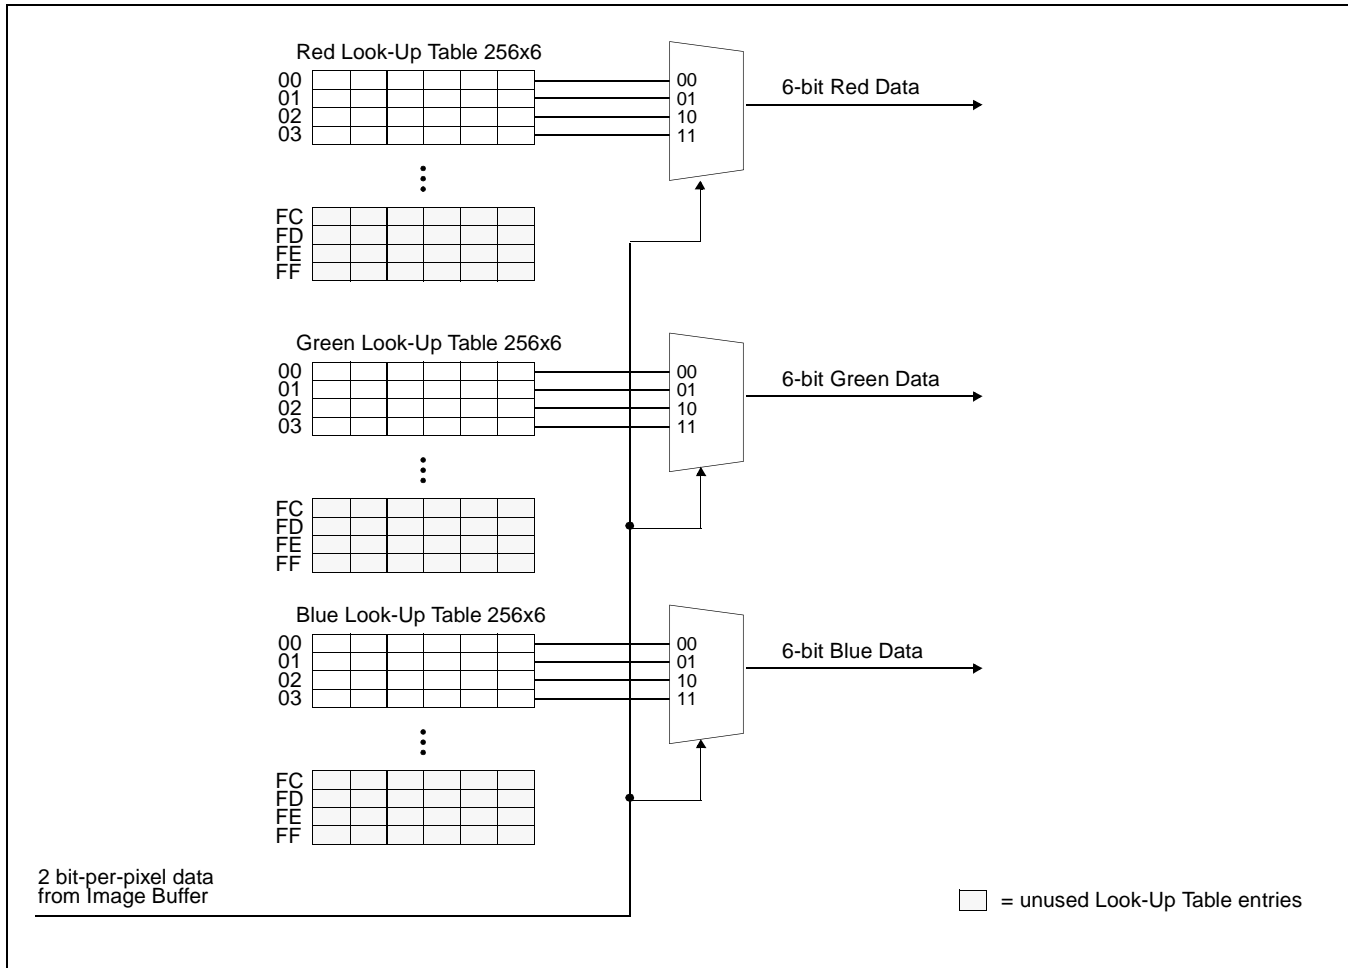 Red Look-Up Table 256x6
00
01
02
03
00
01
10
11
6-bit Red Data
FC
FD
FE
FF
Green Look-Up Table 256x6
00
01
02
03
00
01
10
11
6-bit Green Data
FC
FD
FE
FF
Blue Look-Up Table 256x6
00
01
02
03
00
01
10
11
6-bit Blue Data
FC
FD
FE
FF
2 bit-per-pixel data
from Image Buffer
= unused Look-Up Table entries